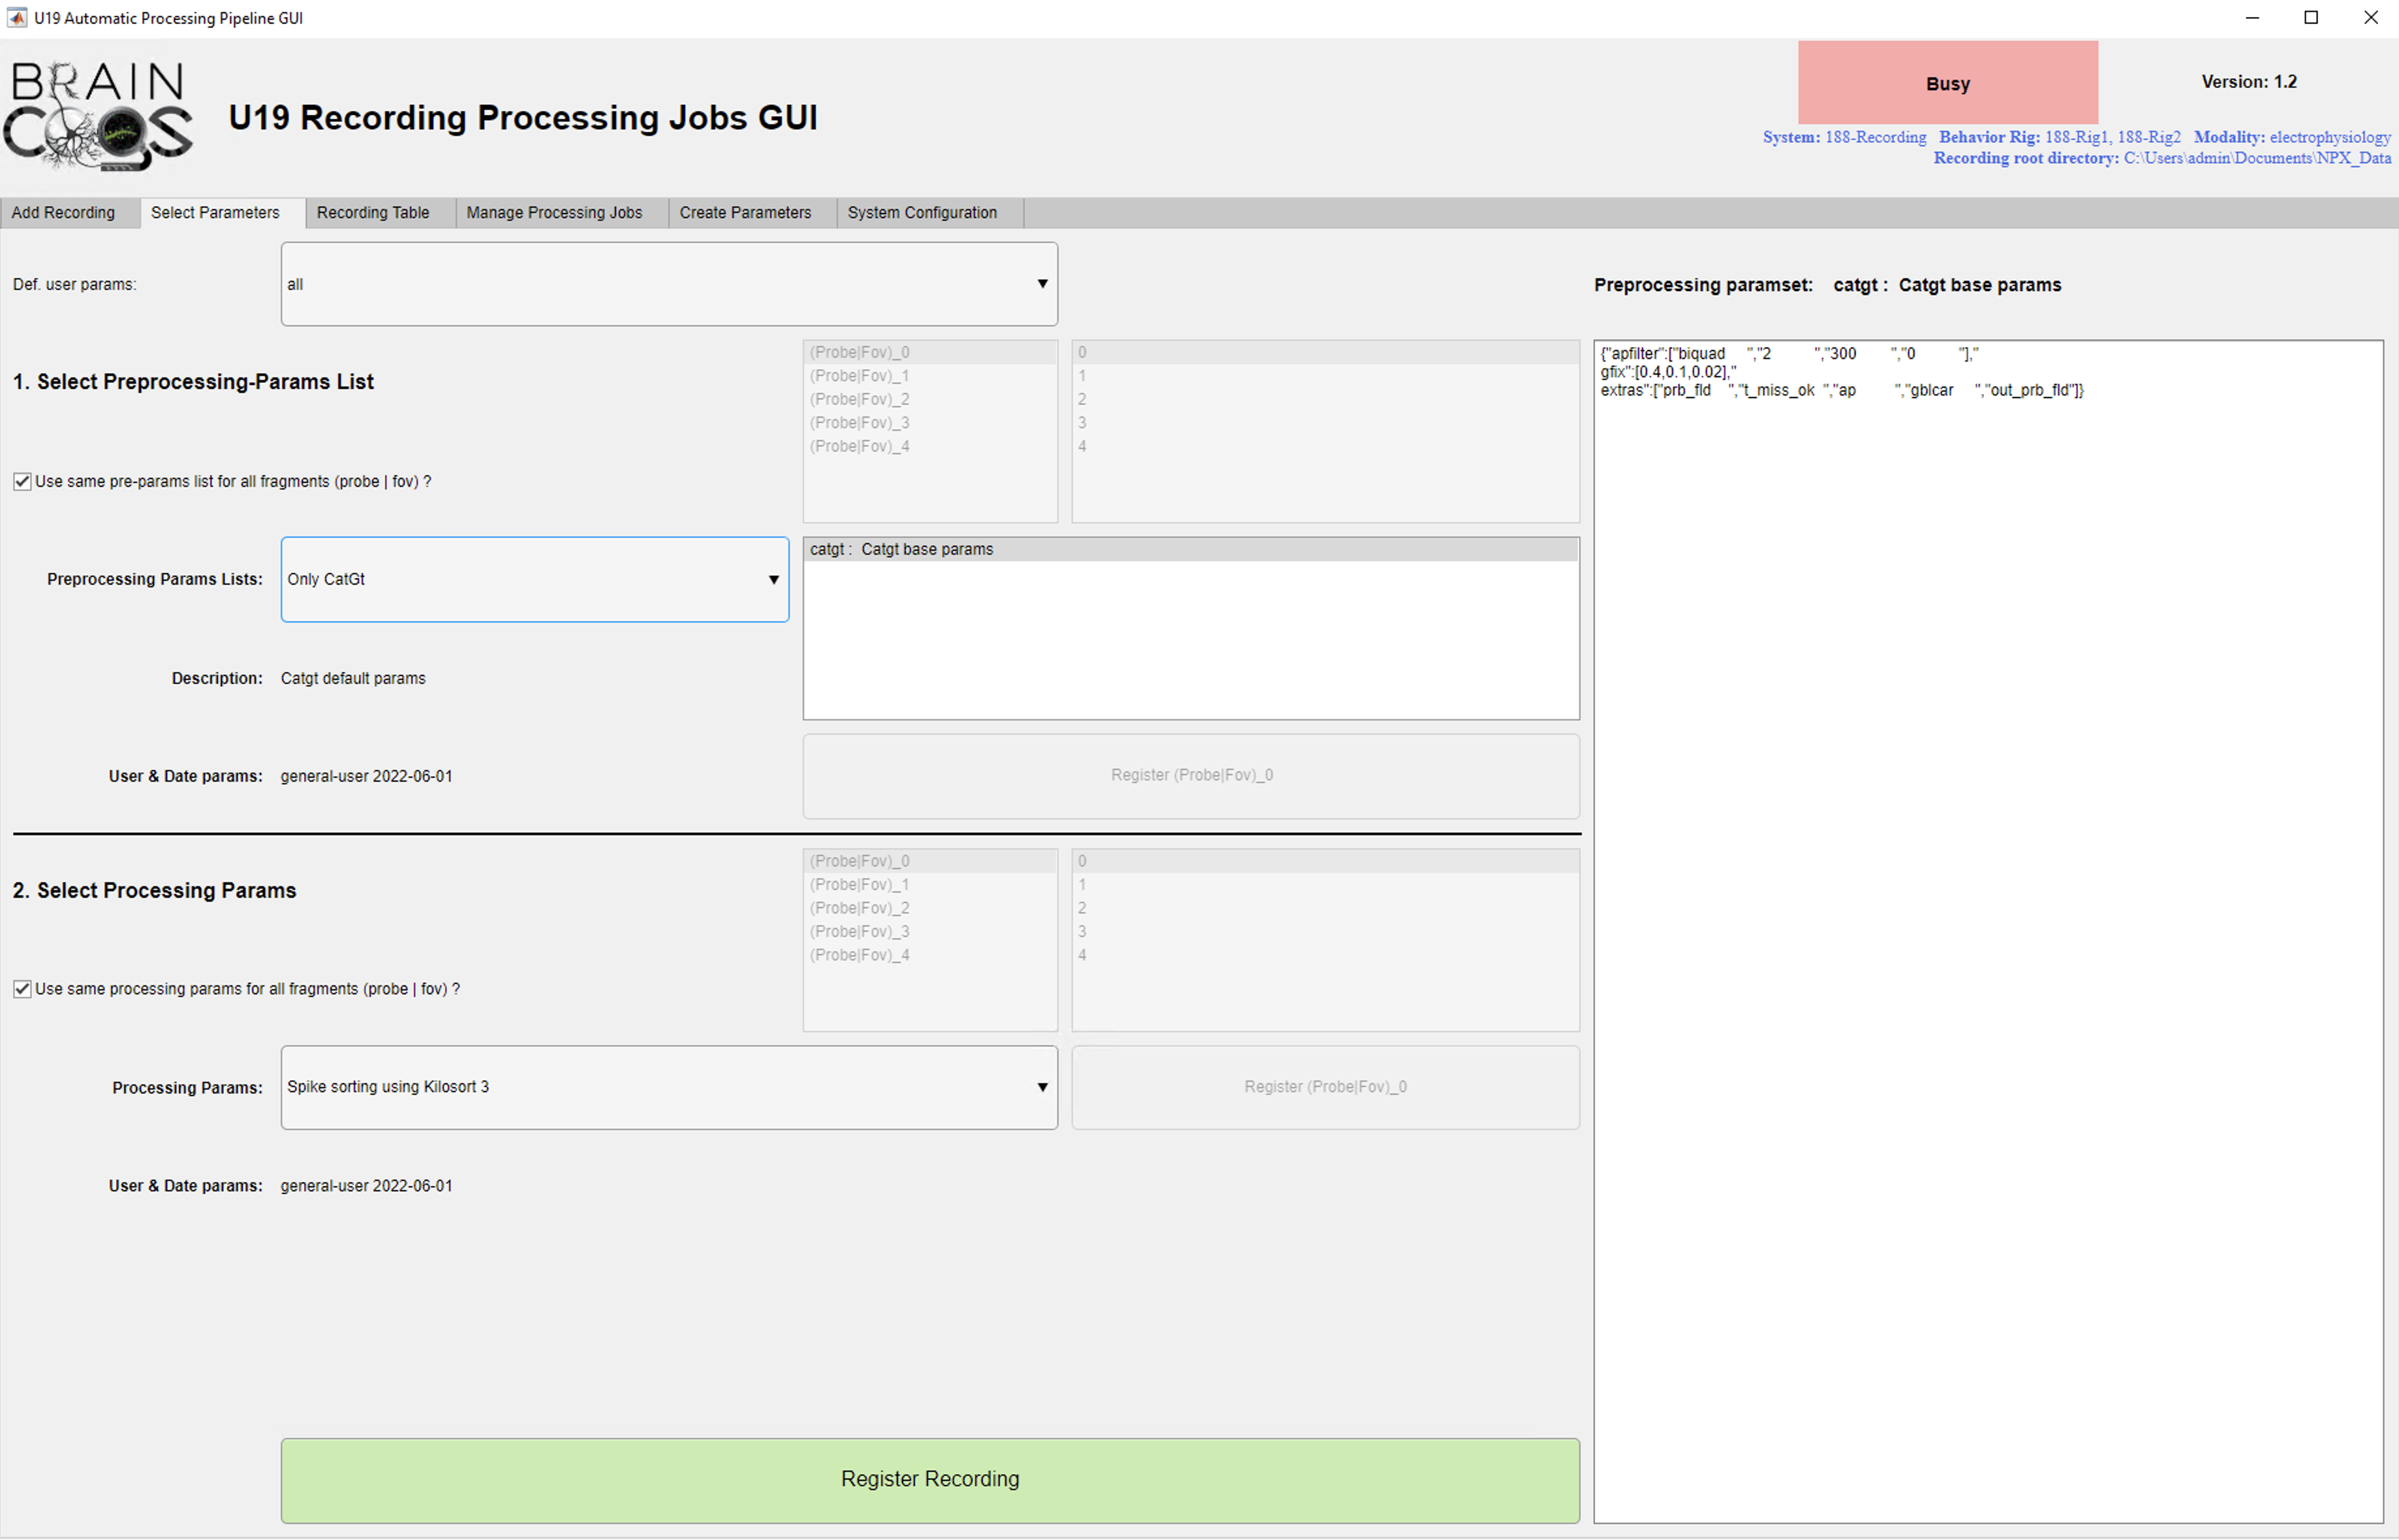 U19 Automatic Processing Pipeline GUI
BRAIN
COGS
U19 Recording Processing Jobs GUI
Busy
Version: 1.2
System: 188-Recording Behavior Rig: 188-Rig1, 188-Rig2 Modality: electrophysiology
Recording root directory: C:\Users\admin\Documents\NPX_Data
Add Recording Select Parameters Recording Table Manage Processing Jobs Create Parameters System Configuration
Def. user params: all
1. Select Preprocessing-Params List
(Probe|Fov)_0 0
(Probe|Fov)_1 1
(Probe|Fov)_2 2
(Probe|Fov)_3 3
(Probe|Fov)_4 4
Use same pre-params list for all fragments (probe | fov) ?
Preprocessing Params Lists: Only CatGt
catgt : Catgt base params
Description: Catgt default params
User & Date params: general-user 2022-06-01
Register (Probe|Fov)_0
2. Select Processing Params
(Probe|Fov)_0 0
(Probe|Fov)_1 1
(Probe|Fov)_2 2
(Probe|Fov)_3 3
(Probe|Fov)_4 4
Use same processing params for all fragments (probe | fov) ?
Processing Params: Spike sorting using Kilosort 3
Register (Probe|Fov)_0
User & Date params: general-user 2022-06-01
Register Recording
Preprocessing paramset: catgt : Catgt base params
{"apfilter":["biquad ","2 ","300 ","0 "],"
gfix":[0.4,0.1,0.02],"
extras":["prb_fld ","t_miss_ok ","ap ","gblcar ","out_prb_fld"]}